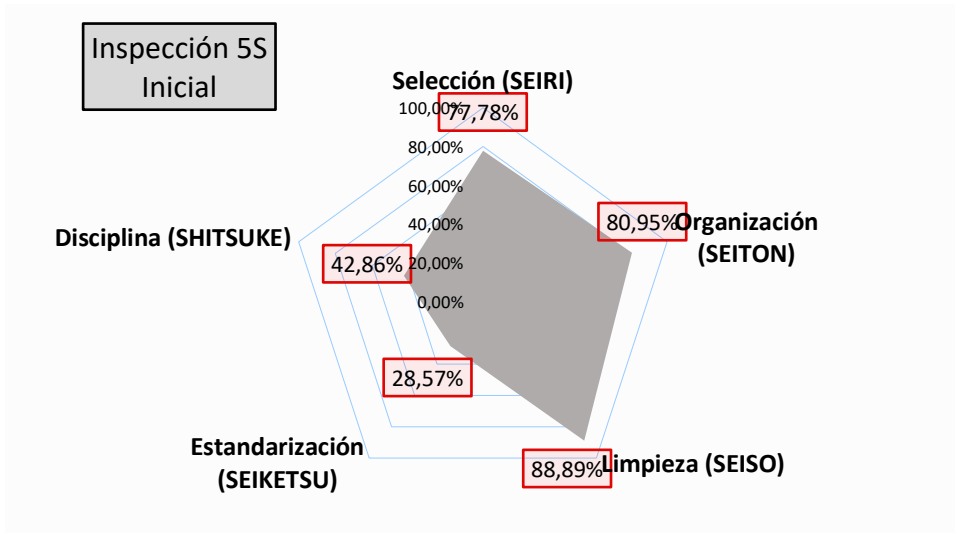 Inspección 5S
Inicial
Selección (SEIRI)
100,00%
77,78%
80,00%
60,00%
40,00%
20,00%
0,00%
80,95%
Organización
(SEITON)
Disciplina (SHITSUKE)
42,86%
28,57%
Estandarización
(SEIKETSU)
88,89%
Limpieza (SEISO)